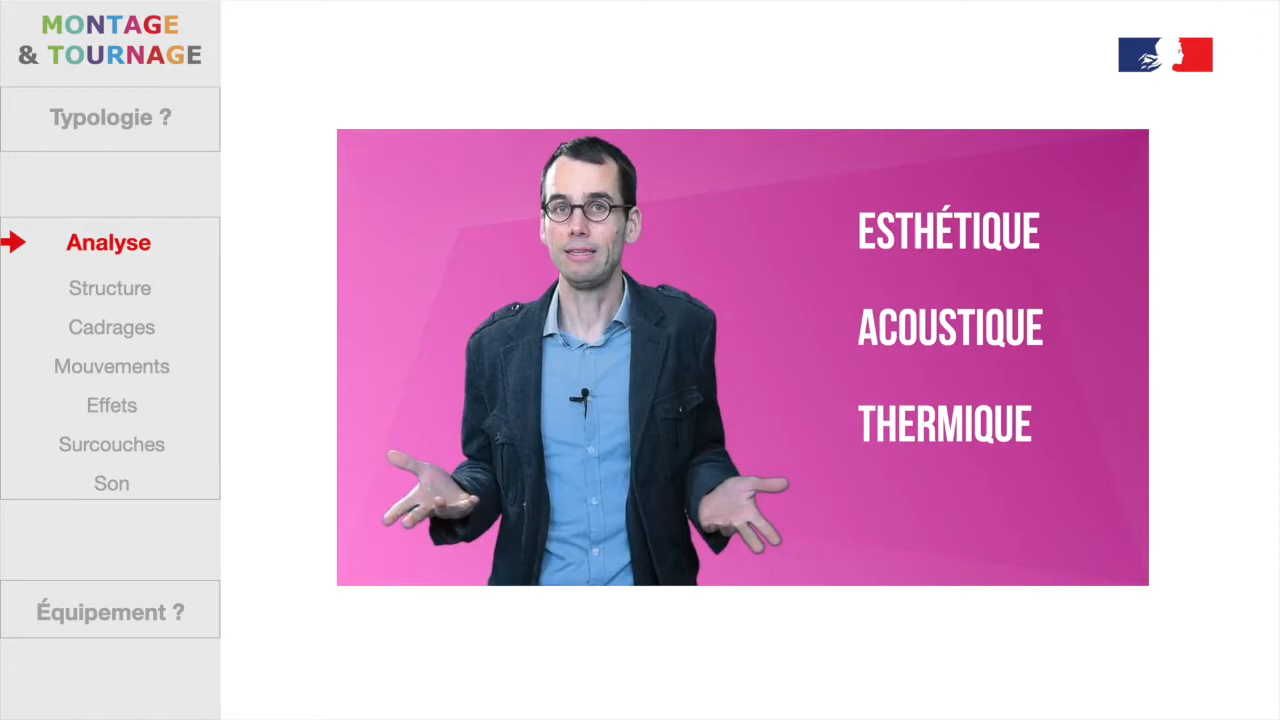 MONTAGE
& TOURNAGE
Typologie ?
Analyse
Structure
Cadrages
Mouvements
Effets
Surcouches
Son
Équipement ?
ESTHÉTIQUE
ACOUSTIQUE
THERMIQUE